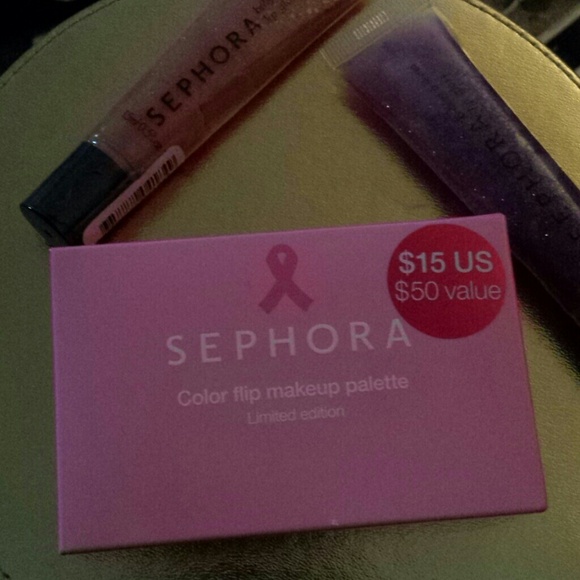 SEPHORA
SEPHORA
$15 US
$50 value
SEPHORA
Color flip makeup palette
Limited edition